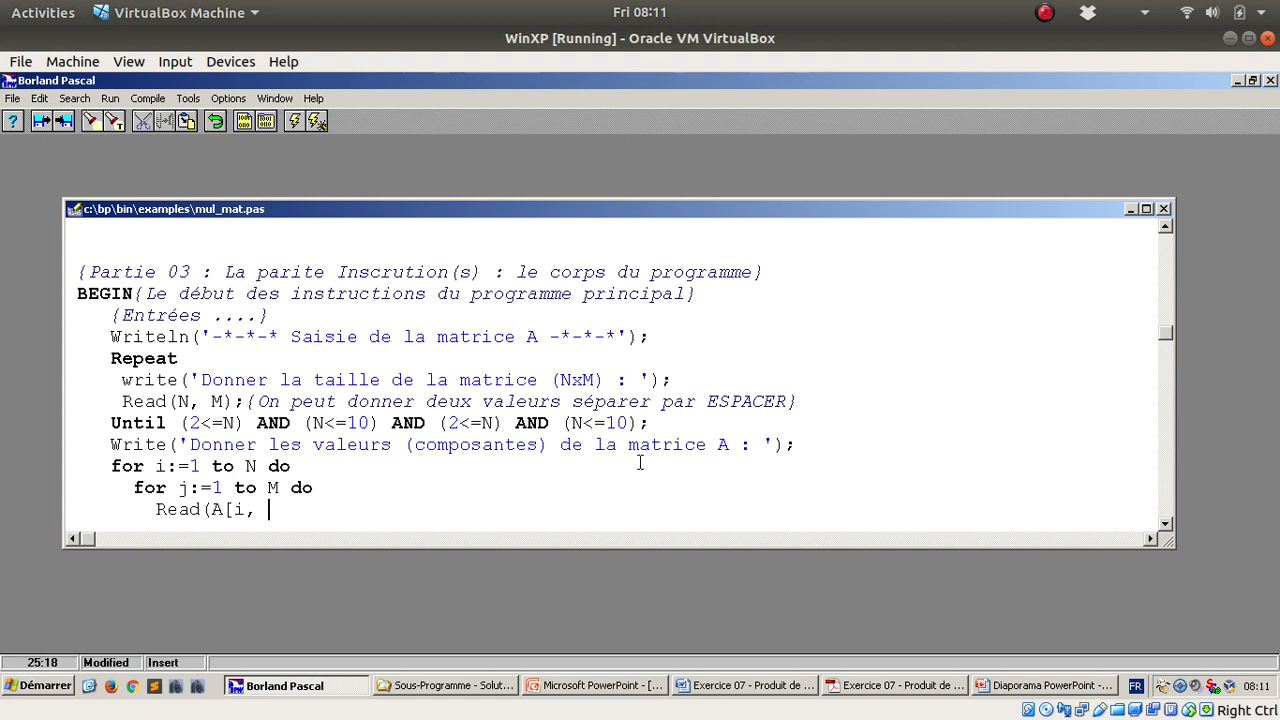 Activities VirtualBox Machine Fri 08:11
WinXP [Running] - Oracle VM VirtualBox
File Machine View Input Devices Help
Borland Pascal
File Edit Search Run Compile Tools Options Window Help
c:\bp\bin\examples\mul_mat.pas
{Partie 03 : La parite Inscrution(s) : le corps du programme}
BEGIN{Le début des instructions du programme principal}
{Entrées ....}
Writeln('-*-*-* Saisie de la matrice A -*-*-*');
Repeat
write('Donner la taille de la matrice (NxM) : ');
Read(N, M);{On peut donner deux valeurs séparer par ESPACER}
Until (2<=N) AND (N<=10) AND (2<=N) AND (N<=10);
Write('Donner les valeurs (composantes) de la matrice A : ');
for i:=1 to N do
for j:=1 to M do
Read(A[i,
25:18 Modified Insert
Démarrer Borland Pascal Sous-Programme - Solut... Microsoft PowerPoint - [... Exercice 07 - Produit de ... Exercice 07 - Produit de ... Diaporama PowerPoint -... FR 08:11
Right Ctrl